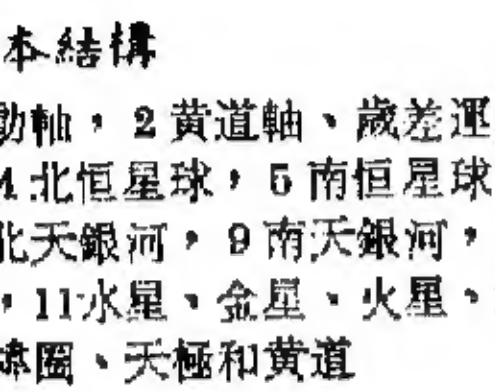 本結構
動軸，2黄道軸、歲差運
4北恒星球，5南恒星球
北天銀河，9南天銀河，
，11水星、金星、火星、
圈、天極和黄道